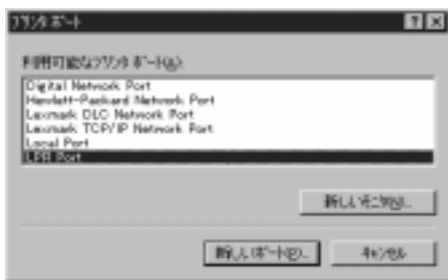 プリンタ ポート
利用可能なプリンタ ポート(A):
Digital Network Port
Hewlett-Packard Network Port
Lexmark DLC Network Port
Lexmark TCP/IP Network Port
Local Port
LPR Port
新しいモニタ(M)...
新しいポート(P)...
キャンセル